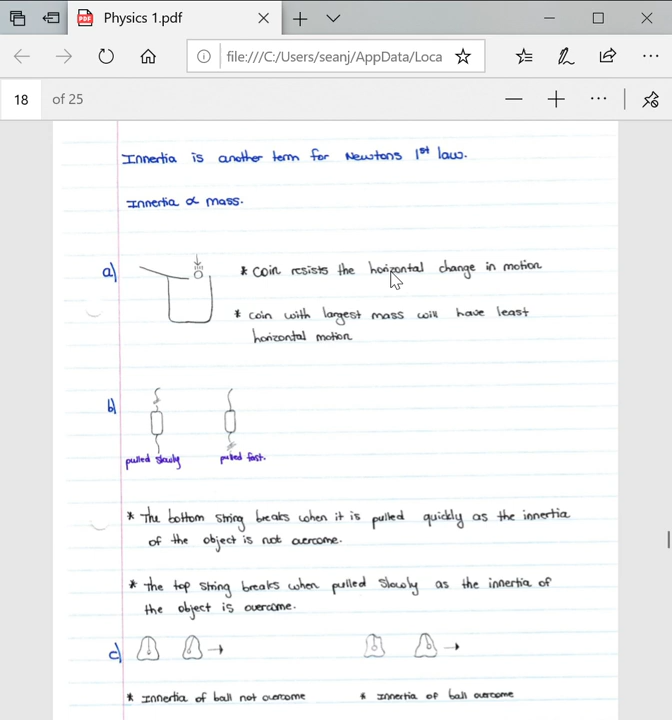 Physics 1.pdf
file:///C:/Users/seanj/AppData/Loca
18 of 25
Innertia is another term for Newtons 1st law.
Innertia ∝ mass.
a)
* coin resists the horizontal change in motion
* coin with largest mass will have least
horizontal motion
b)
pulled slowly pulled fast.
* The bottom string breaks when it is pulled quickly as the innertia
of the object is not overcome.
* the top string breaks when pulled slowly as the innertia of
the object is overcome.
c)
* innertia of ball not overcome * innertia of ball overcome